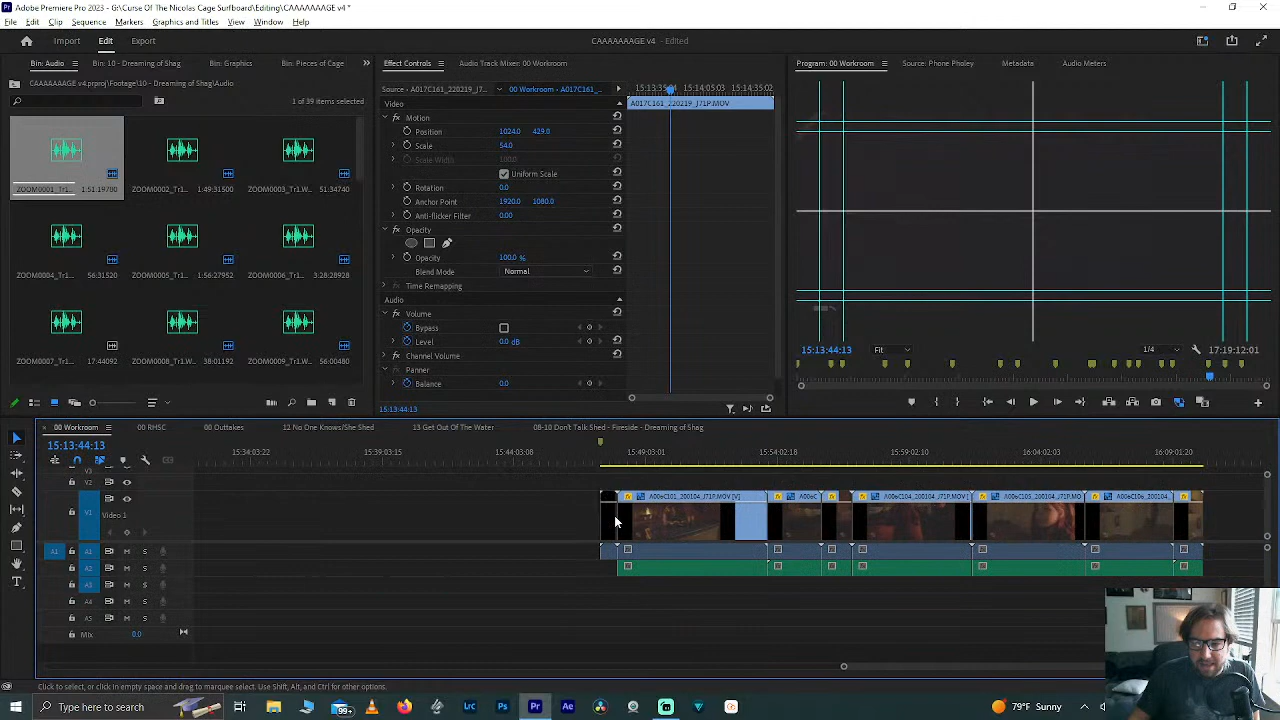 Adobe Premiere Pro 2023 - G:\Curse Of The Nicolas Cage Surfboard\Editing\CAAAAAAAGE v4 *
File Edit Clip Sequence Markers Graphics and Titles View Window Help
Import Edit Export
CAAAAAAAGE v4 - Edited
Bin: Audio
Bin: 10 - Dreaming of Shag
Bin: Graphics
Bin: Pieces of Cage
CAAAAAAAGE v4.prproj\Footage\10 - Dreaming of Shag\Audio
1 of 39 items selected
ZOOM0001_Tr1... 1:51.19780
ZOOM0002_Tr1... 1:49:31500
ZOOM0003_Tr1.W... 51:34740
ZOOM0004_Tr1... 56:31520
ZOOM0005_Tr1... 1:56:27952
ZOOM0006_Tr1... 3:28:28928
ZOOM0007_Tr1... 17:44092
ZOOM0008_Tr1.W... 38:01192
ZOOM0009_Tr1.W... 56:00480
Effect Controls
Audio Track Mixer: 00 Workroom
Source - A017C161_220219_J7...
00 Workroom - A017C161_...
15:13:35 15:14:05:03 15:14:35:02
Video
A017C161_220219_J71P.MOV
Motion
Position 1024.0 429.0
Scale 54.0
Scale Width 100.0
Uniform Scale
Rotation 0.0
Anchor Point 1920.0 1080.0
Anti-flicker Filter 0.00
Opacity
Opacity 100.0 %
Blend Mode Normal
Time Remapping
Audio
Volume
Bypass
Level 0.0 dB
Channel Volume
Panner
Balance 0.0
15:13:44:13
Program: 00 Workroom
Source: Phone Pholey
Metadata
Audio Meters
15:13:44:13
Fit
1/4
17:19:12:01
00 Workroom
00 RHSC
00 Outtakes
12.No One Knows/She Shed
13-Get Out Of The Water
08-10 Don't Talk Shed - Fireside - Dreaming of Shag
15:13:44:13
15:34:03:22 15:39:03:15 15:44:03:08 15:49:03:01 15:54:02:18 15:59:02:10 16:04:02:03 16:09:01:20
V3
V2
V1 Video 1
A1 A1 M S
A2 M S
A3 M S
A4 M S
A5 M S
Mix 0.0
A006C101_200104_J71P.MOV [V]
A006C
A006C104_200104_J71P.MOV [
A006C105_200104_J71P.MO
A006C106_200104_
Click to select, or click in empty space and drag to marquee select. Use Shift, Alt, and Ctrl for other options.
Type here to search
99+
Lrc
Ps
Pr
Ae
79°F Sunny